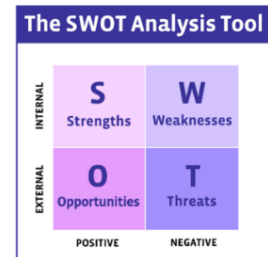 The SWOT Analysis Tool
INTERNAL
S
Strengths
W
Weaknesses
EXTERNAL
O
Opportunities
T
Threats
POSITIVE
NEGATIVE